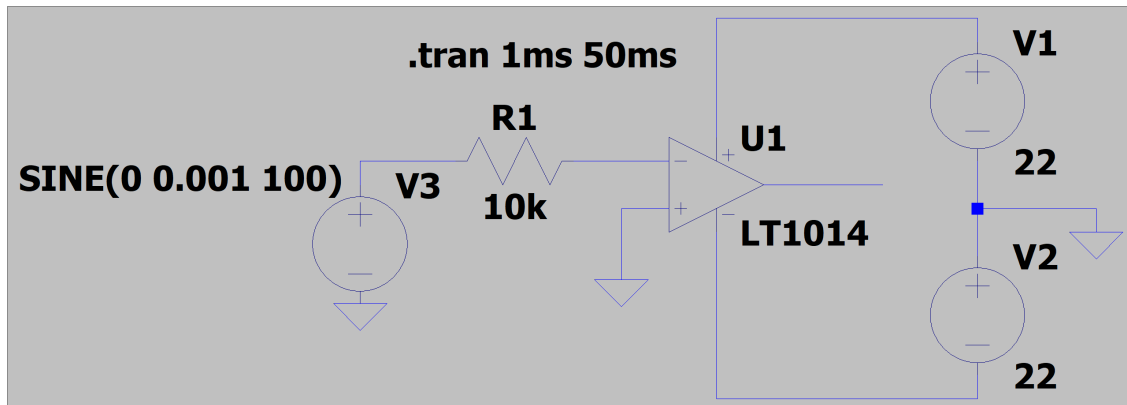 .tran 1ms 50ms
V1
R1
U1
SINE(0 0.001 100)
V3
10k
22
LT1014
V2
22